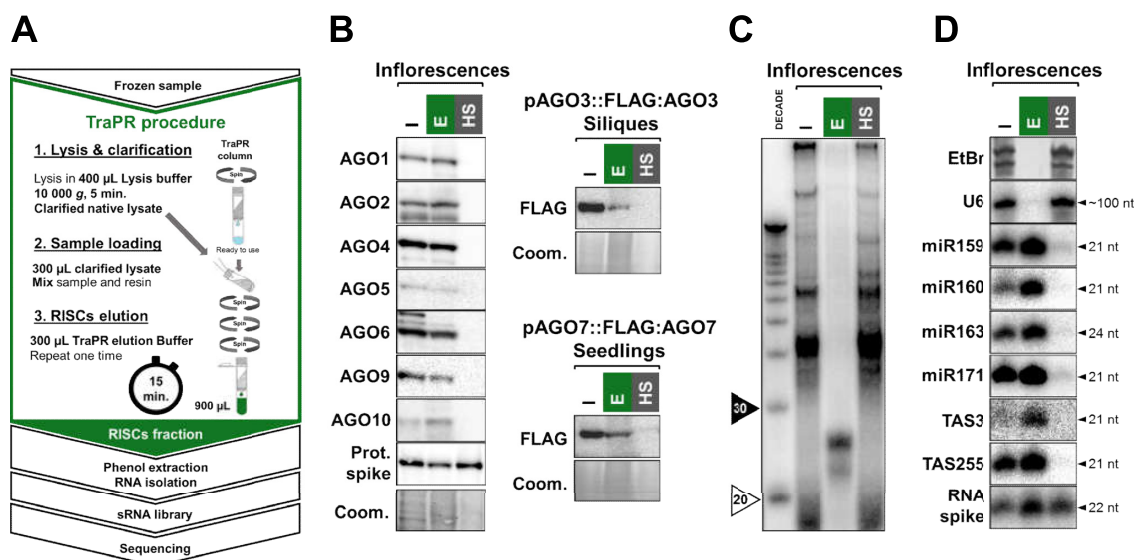 A
Frozen sample
TraPR procedure
1. Lysis & clarification
Lysis in 400 µL Lysis buffer
10 000 g, 5 min.
Clarified native lysate
TraPR
column
Spin
Ready to use
2. Sample loading
300 µL clarified lysate
Mix sample and resin
Spin
Spin
Spin
3. RISCs elution
300 µL TraPR elution Buffer
Repeat one time
15
min.
900 µL
RISCs fraction
Phenol extraction
RNA isolation
sRNA library
Sequencing
B
Inflorescences
I E HS
AGO1
AGO2
AGO4
AGO5
AGO6
AGO9
AGO10
Prot.
spike
Coom.
pAGO3::FLAG:AGO3
Siliques
I E HS
FLAG
Coom.
pAGO7::FLAG:AGO7
Seedlings
I E HS
FLAG
Coom.
C
Inflorescences
DECADE
I E HS
30
20
D
Inflorescences
I E HS
EtBr
U6 ~100 nt
miR159 21 nt
miR160 21 nt
miR163 24 nt
miR171 21 nt
TAS3 21 nt
TAS255 21 nt
RNA
spike 22 nt